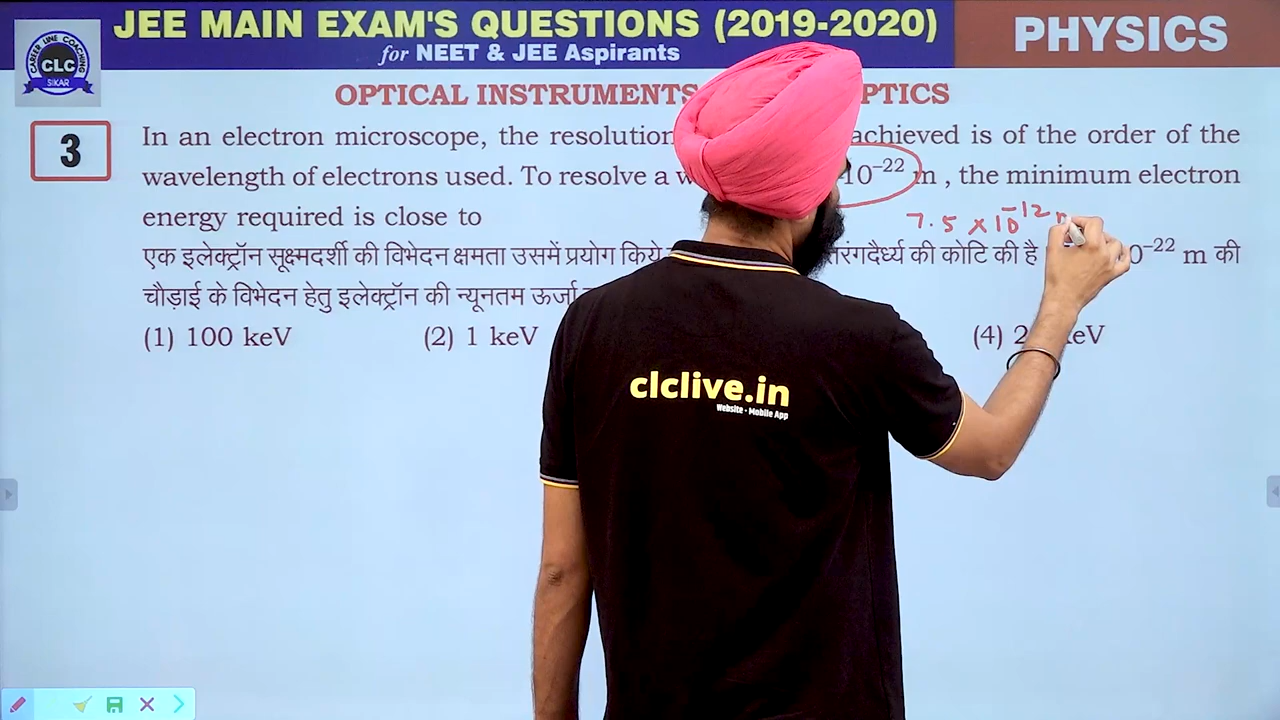 JEE MAIN EXAM'S QUESTIONS (2019-2020)
for NEET & JEE Aspirants
PHYSICS
CAREER LINE COACHING
CLC
SIKAR
OPTICAL INSTRUMENTS PTICS
3
In an electron microscope, the resolution achieved is of the order of the
wavelength of electrons used. To resolve a w 10⁻²² m , the minimum electron
energy required is close to
7.5 × 10⁻¹²
एक इलेक्ट्रॉन सूक्ष्मदर्शी की विभेदन क्षमता उसमें प्रयोग किये तरंगदैर्ध्य की कोटि की है 0⁻²² m की
चौड़ाई के विभेदन हेतु इलेक्ट्रॉन की न्यूनतम ऊर्जा
(1) 100 keV (2) 1 keV (4) 2 keV
clclive.in
Website • Mobile App